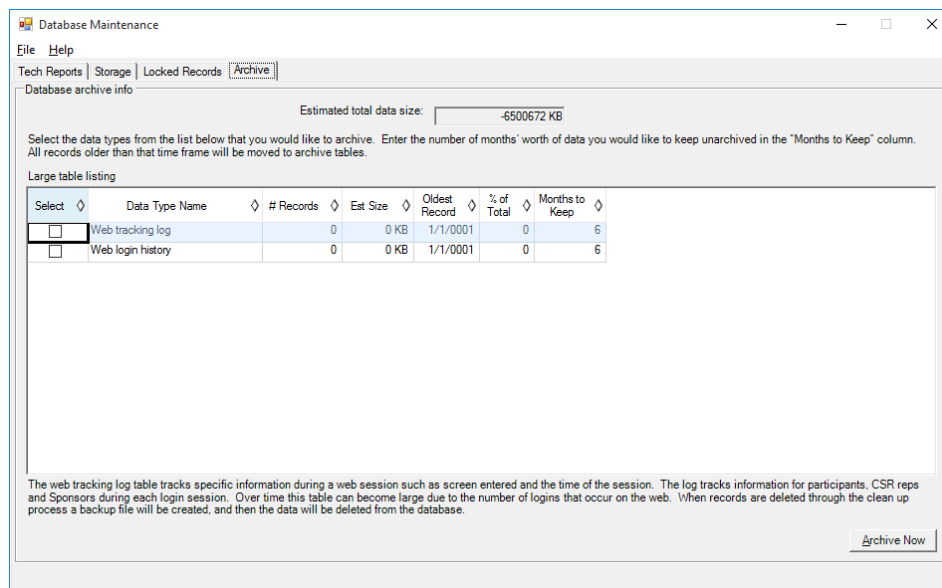 Database Maintenance
File Help
Tech Reports Storage Locked Records Archive
Database archive info
Estimated total data size: -6500672 KB
Select the data types from the list below that you would like to archive. Enter the number of months' worth of data you would like to keep unarchived in the "Months to Keep" column.
All records older than that time frame will be moved to archive tables.
Large table listing
Select Data Type Name # Records Est Size Oldest Record % of Total Months to Keep
Web tracking log 0 0 KB 1/1/0001 0 6
Web login history 0 0 KB 1/1/0001 0 6
The web tracking log table tracks specific information during a web session such as screen entered and the time of the session. The log tracks information for participants, CSR reps
and Sponsors during each login session. Over time this table can become large due to the number of logins that occur on the web. When records are deleted through the clean up
process a backup file will be created, and then the data will be deleted from the database.
Archive Now